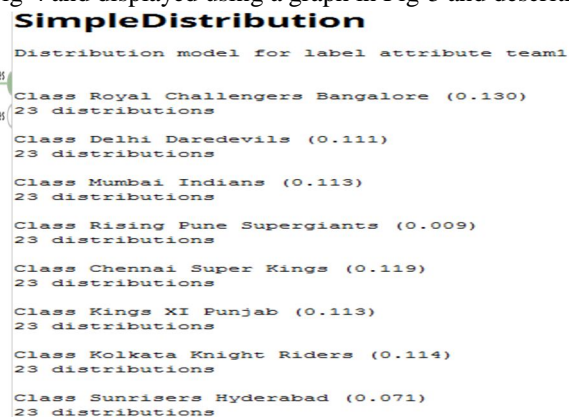 SimpleDistribution
Distribution model for label attribute team1
Class Royal Challengers Bangalore (0.130)
23 distributions
Class Delhi Daredevils (0.111)
23 distributions
Class Mumbai Indians (0.113)
23 distributions
Class Rising Pune Supergiants (0.009)
23 distributions
Class Chennai Super Kings (0.119)
23 distributions
Class Kings XI Punjab (0.113)
23 distributions
Class Kolkata Knight Riders (0.114)
23 distributions
Class Sunrisers Hyderabad (0.071)
23 distributions